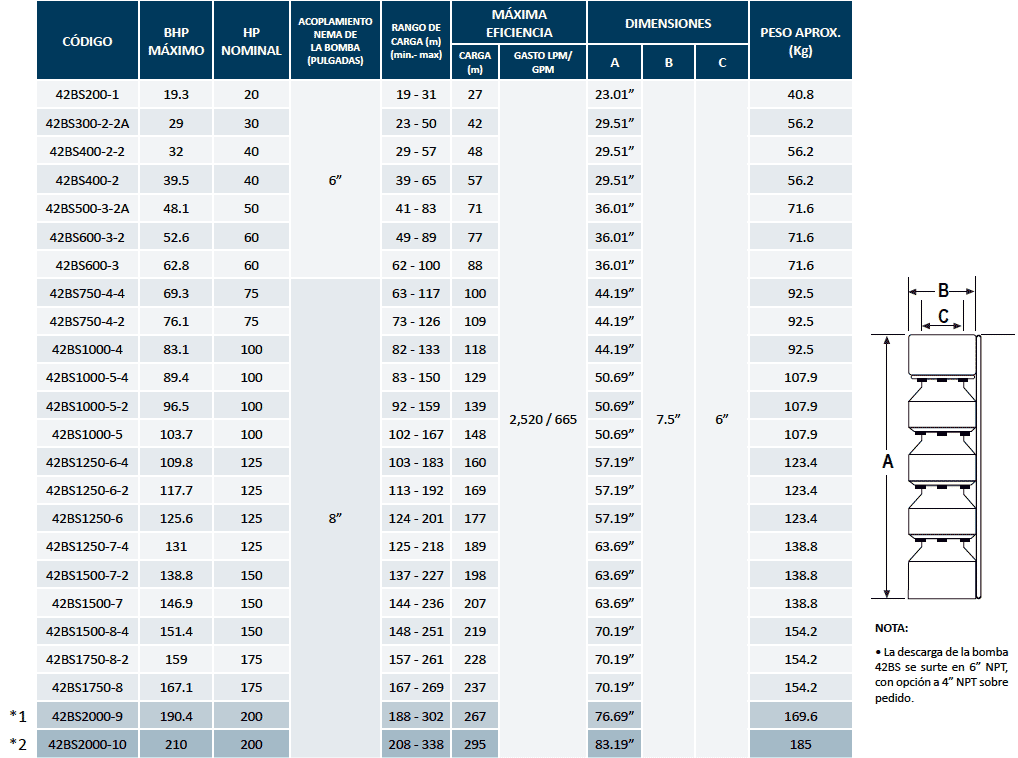 CÓDIGO BHP MÁXIMO HP NOMINAL ACOPLAMIENTO NEMA DE LA BOMBA (PULGADAS) RANGO DE CARGA (m) (min.- max) MÁXIMA EFICIENCIA DIMENSIONES PESO APROX. (Kg)
CARGA (m) GASTO LPM/ GPM A B C
42BS200-1 19.3 20 19 - 31 27 23.01” 40.8
42BS300-2-2A 29 30 23 - 50 42 29.51” 56.2
42BS400-2-2 32 40 29 - 57 48 29.51” 56.2
42BS400-2 39.5 40 6” 39 - 65 57 29.51” 56.2
42BS500-3-2A 48.1 50 41 - 83 71 36.01” 71.6
42BS600-3-2 52.6 60 49 - 89 77 36.01” 71.6
42BS600-3 62.8 60 62 - 100 88 36.01” 71.6
42BS750-4-4 69.3 75 63 - 117 100 44.19” 92.5
42BS750-4-2 76.1 75 73 - 126 109 44.19” 92.5
42BS1000-4 83.1 100 82 - 133 118 44.19” 92.5
42BS1000-5-4 89.4 100 83 - 150 129 50.69” 107.9
42BS1000-5-2 96.5 100 92 - 159 139 2,520 / 665 50.69” 7.5” 6” 107.9
42BS1000-5 103.7 100 102 - 167 148 50.69” 107.9
42BS1250-6-4 109.8 125 103 - 183 160 57.19” 123.4
42BS1250-6-2 117.7 125 113 - 192 169 57.19” 123.4
42BS1250-6 125.6 125 8” 124 - 201 177 57.19” 123.4
42BS1250-7-4 131 125 125 - 218 189 63.69” 138.8
42BS1500-7-2 138.8 150 137 - 227 198 63.69” 138.8
42BS1500-7 146.9 150 144 - 236 207 63.69” 138.8
42BS1500-8-4 151.4 150 148 - 251 219 70.19” 154.2
42BS1750-8-2 159 175 157 - 261 228 70.19” 154.2
42BS1750-8 167.1 175 167 - 269 237 70.19” 154.2
*1 42BS2000-9 190.4 200 188 - 302 267 76.69” 169.6
*2 42BS2000-10 210 200 208 - 338 295 83.19” 185
B
C
A
NOTA:
• La descarga de la bomba
42BS se surte en 6” NPT,
con opción a 4” NPT sobre
pedido.